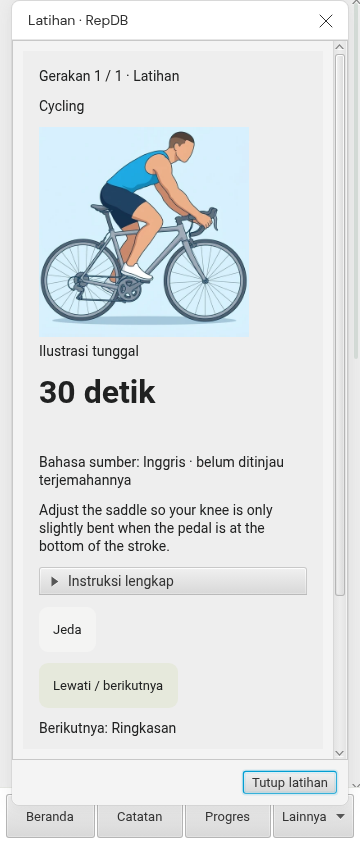 Latihan · RepDB
Gerakan 1 / 1 · Latihan
Cycling
Ilustrasi tunggal
30 detik
Bahasa sumber: Inggris · belum ditinjau
terjemahannya
Adjust the saddle so your knee is only
slightly bent when the pedal is at the
bottom of the stroke.
Instruksi lengkap
Jeda
Lewati / berikutnya
Berikutnya: Ringkasan
Tutup latihan
Beranda
Catatan
Progres
Lainnya